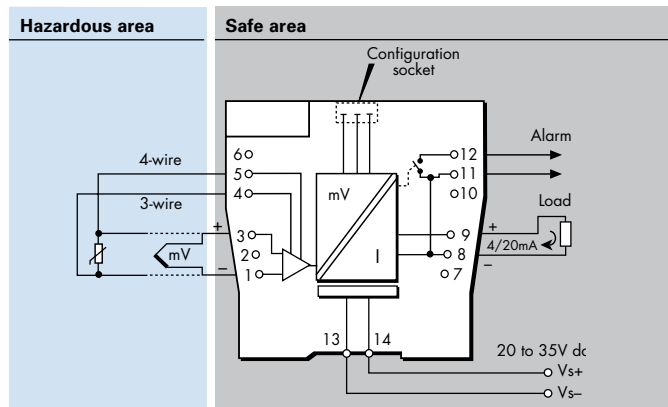 Hazardous area
Safe area
Configuration
socket
4-wire
3-wire
6
5
4
3
2
1
+
mV
–
mV
I
12
11
10
9
8
7
Alarm
Load
+
4/20mA
–
13
14
20 to 35V dc
Vs+
Vs–